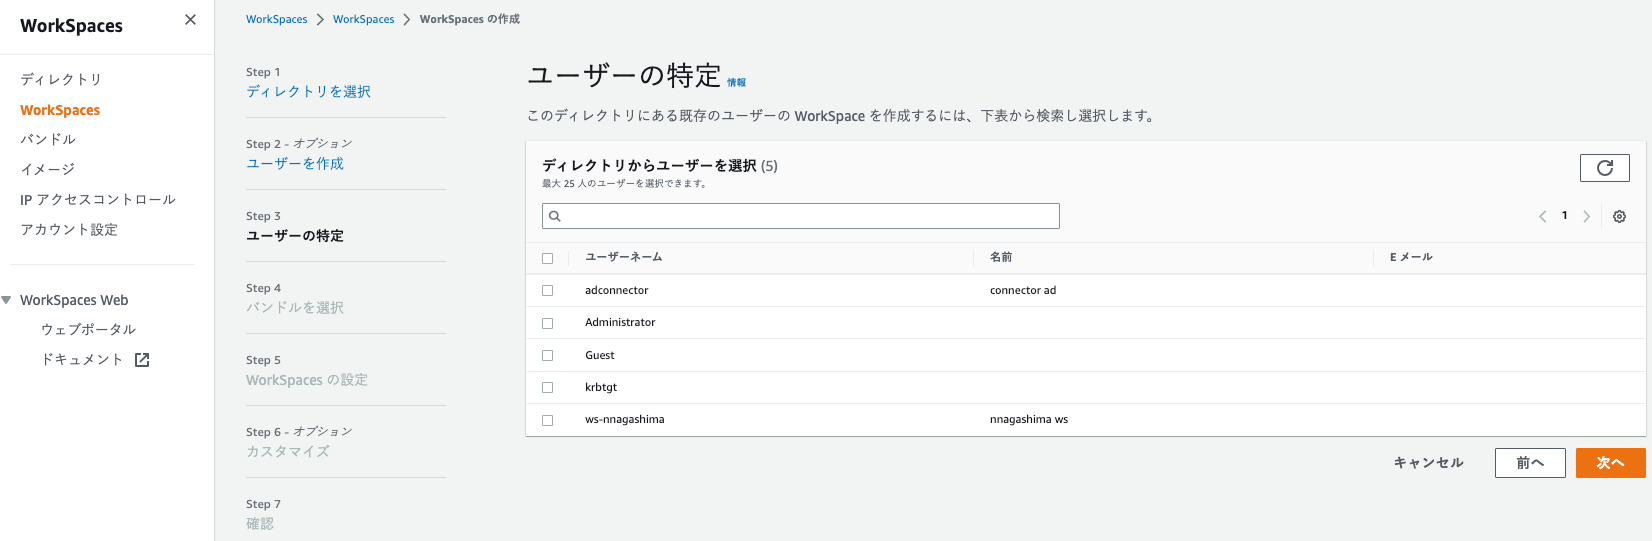 WorkSpaces
ディレクトリ
WorkSpaces
バンドル
イメージ
IP アクセスコントロール
アカウント設定
WorkSpaces Web
ウェブポータル
ドキュメント
WorkSpaces > WorkSpaces > WorkSpaces の作成
Step 1
ディレクトリを選択
Step 2 - オプション
ユーザーを作成
Step 3
ユーザーの特定
Step 4
バンドルを選択
Step 5
WorkSpaces の設定
Step 6 - オプション
カスタマイズ
Step 7
確認
ユーザーの特定 情報
このディレクトリにある既存のユーザーの WorkSpace を作成するには、下表から検索し選択します。
ディレクトリからユーザーを選択 (5)
最大 25 人のユーザーを選択できます。
1
ユーザーネーム 名前 E メール
adconnector connector ad
Administrator
Guest
krbtgt
ws-nnagashima nnagashima ws
キャンセル 前へ 次へ